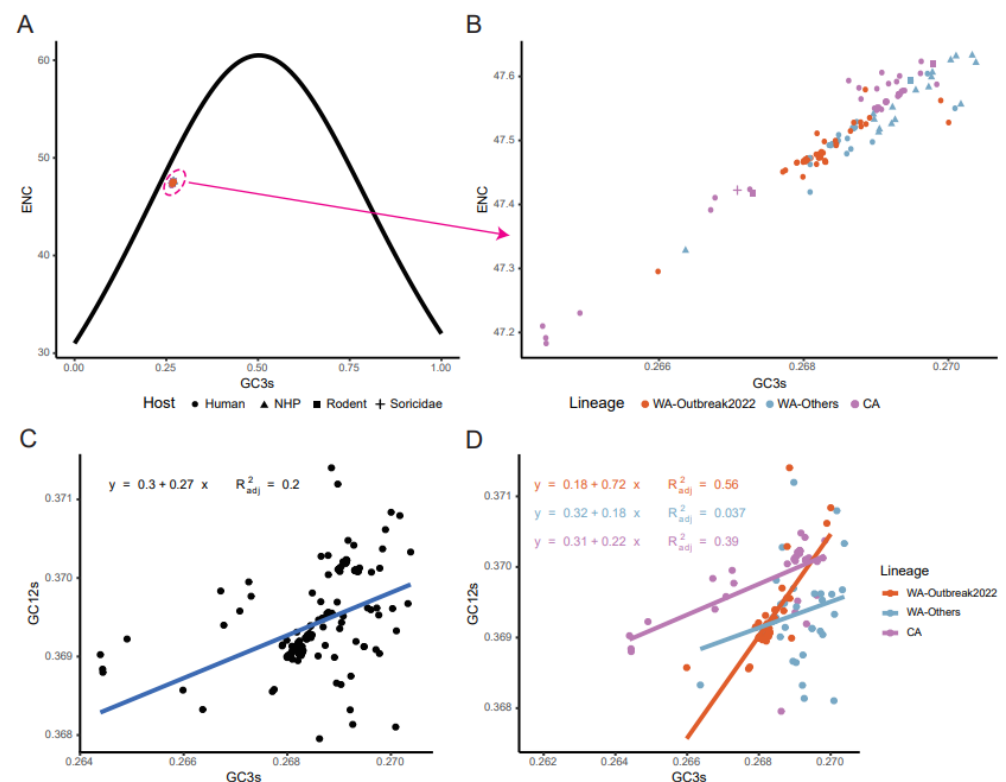 A
B
ENC
60
50
40
30
0.00 0.25 0.50 0.75 1.00
GC3s
ENC
47.6
47.5
47.4
47.3
47.2
0.266 0.268 0.270
GC3s
Host Human NHP Rodent Soricidae
Lineage WA-Outbreak2022 WA-Others CA
C
D
GC12s
y = 0.3 + 0.27 x R²adj = 0.2
0.371
0.370
0.369
0.368
0.264 0.266 0.268 0.270
GC3s
GC12s
y = 0.18 + 0.72 x R²adj = 0.56
y = 0.32 + 0.18 x R²adj = 0.037
y = 0.31 + 0.22 x R²adj = 0.39
0.371
0.370
0.369
0.368
0.262 0.264 0.266 0.268 0.270
GC3s
Lineage
WA-Outbreak2022
WA-Others
CA